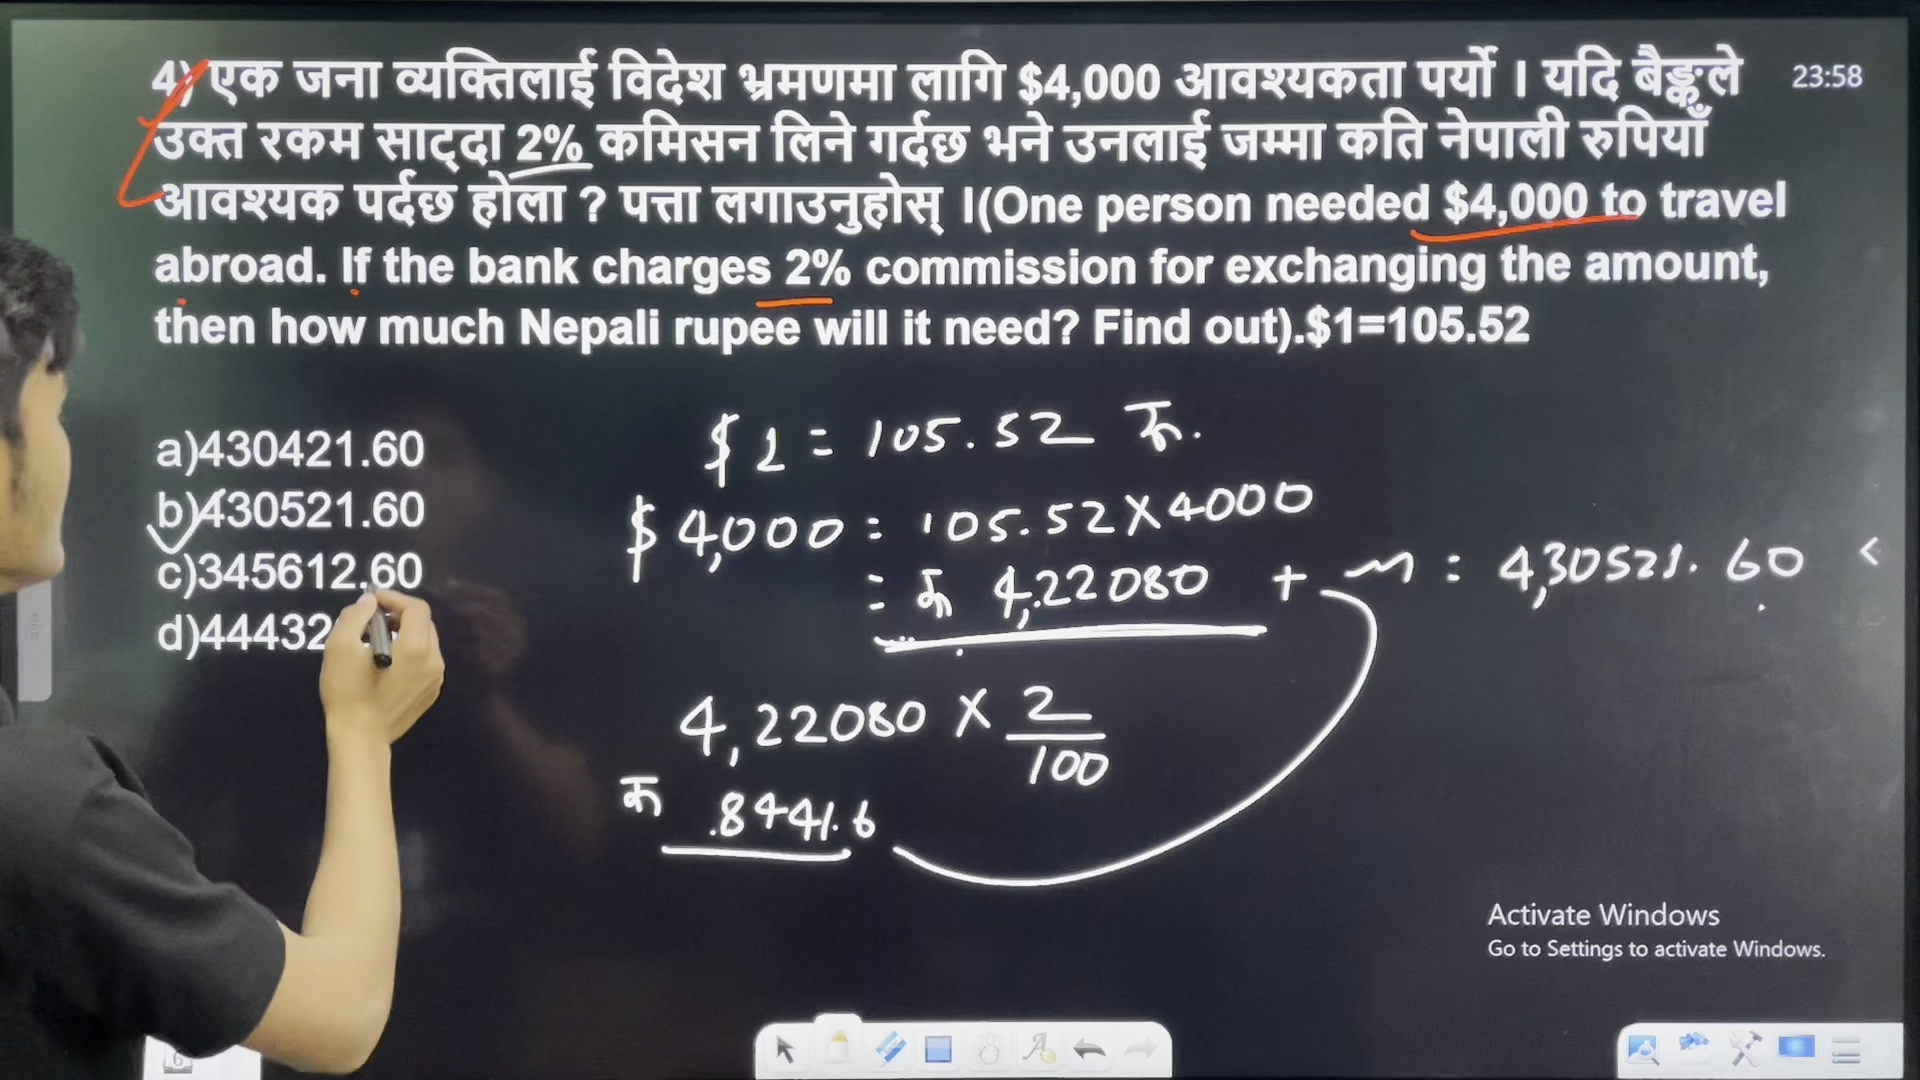 4) एक जना व्यक्तिलाई विदेश भ्रमणमा लागि $4,000 आवश्यकता पर्यो । यदि बैङ्कले
23:58
उक्त रकम साट्दा 2% कमिसन लिने गर्दछ भने उनलाई जम्मा कति नेपाली रुपियाँ
आवश्यक पर्दछ होला ? पत्ता लगाउनुहोस् ।(One person needed $4,000 to travel
abroad. If the bank charges 2% commission for exchanging the amount,
then how much Nepali rupee will it need? Find out).$1=105.52
a)430421.60
b)430521.60
c)345612.60
d)44432
$ 1 = 105.52 रु.
$ 4,000 = 105.52 × 4000
= रु 4,22080 + = 4,30521.60
4,22080 × 2/100
रु 8441.6
Activate Windows
Go to Settings to activate Windows.